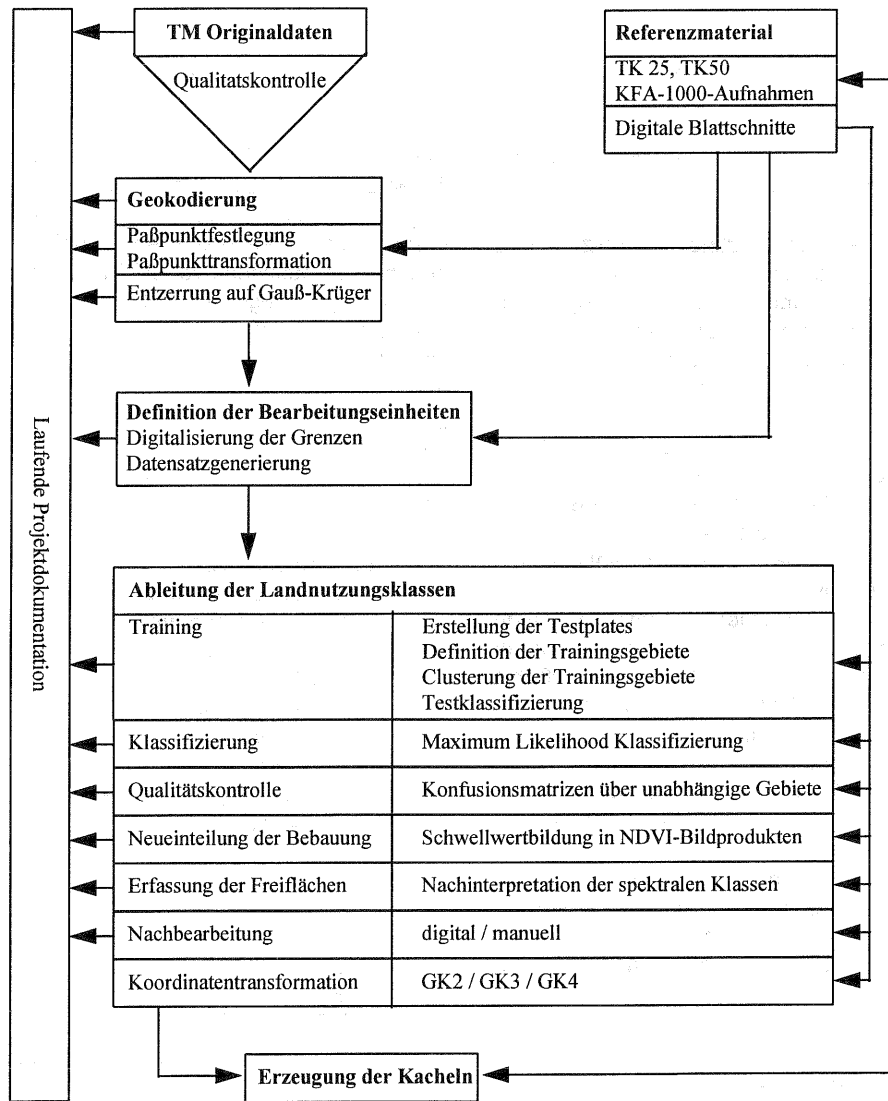 TM Originaldaten
Qualitatskontrolle
Referenzmaterial
TK 25, TK50
KFA-1000-Aufnahmen
Digitale Blattschnitte
Geokodierung
Paßpunktfestlegung
Paßpunkttransformation
Entzerrung auf Gauß-Krüger
Definition der Bearbeitungseinheiten
Digitalisierung der Grenzen
Datensatzgenerierung
Laufende Projektdokumentation
Ableitung der Landnutzungsklassen
Training
Erstellung der Testplates
Definition der Trainingsgebiete
Clusterung der Trainingsgebiete
Testklassifizierung
Klassifizierung
Maximum Likelihood Klassifizierung
Qualitätskontrolle
Konfusionsmatrizen über unabhängige Gebiete
Neueinteilung der Bebauung
Schwellwertbildung in NDVI-Bildprodukten
Erfassung der Freiflächen
Nachinterpretation der spektralen Klassen
Nachbearbeitung
digital / manuell
Koordinatentransformation
GK2 / GK3 / GK4
Erzeugung der Kacheln